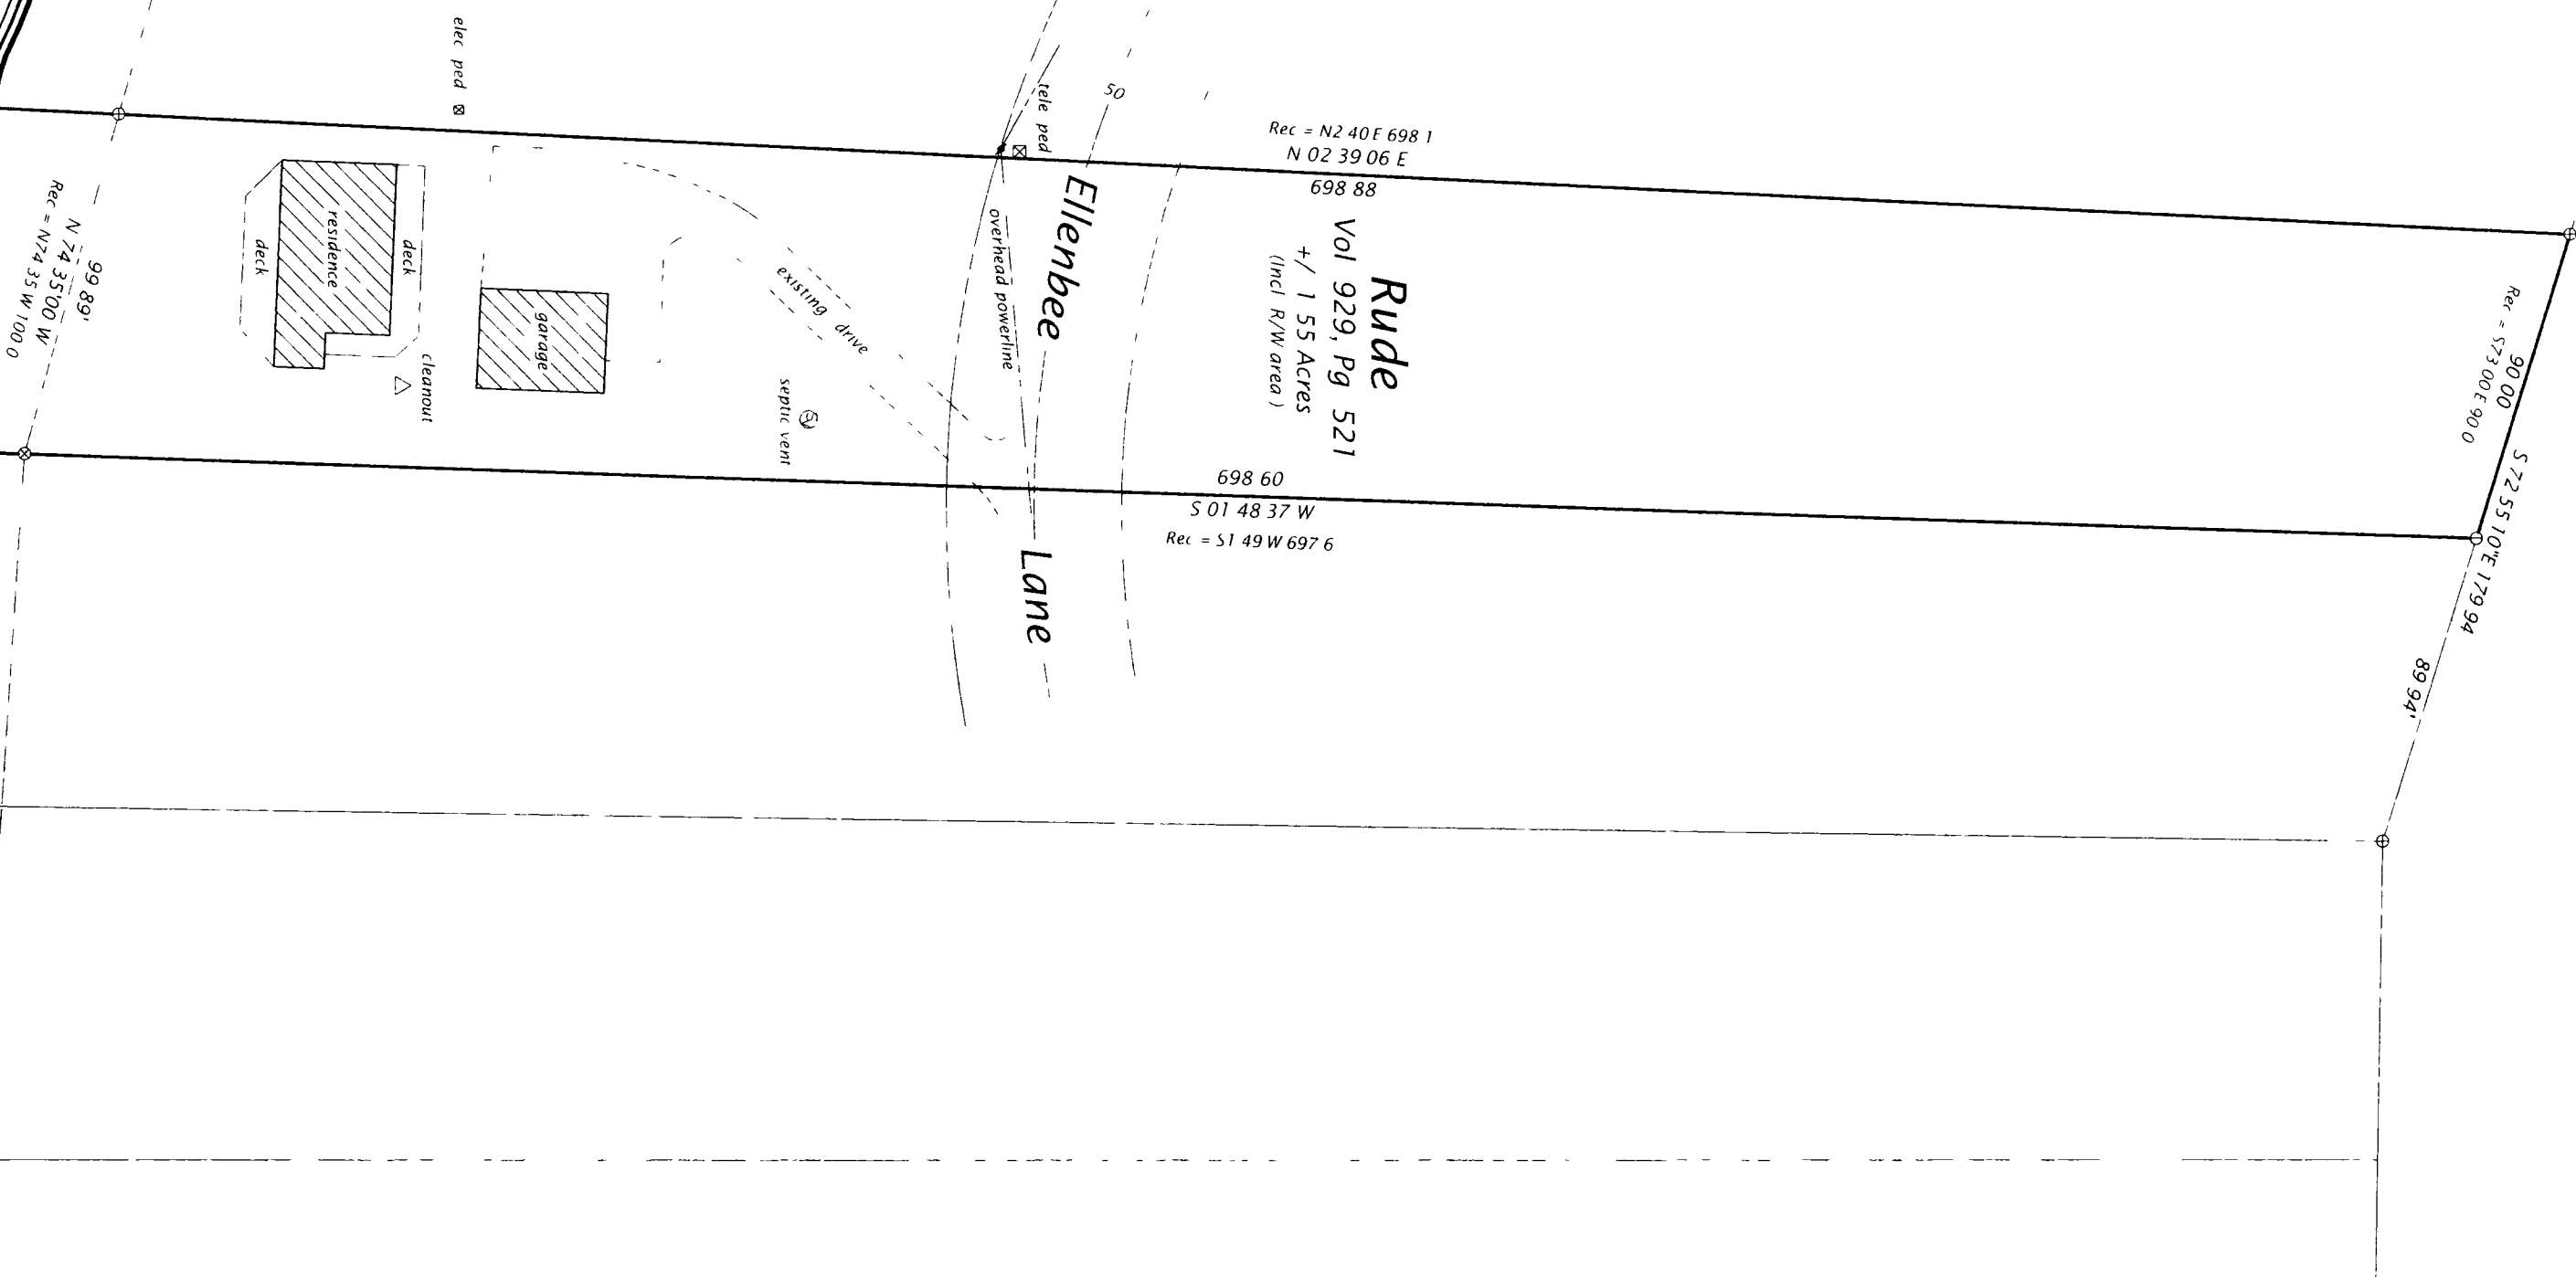 elec ped
tele ped
50
Rec = N2 40 E 698 1
N 02 39 06 E
698 88
Rude
Vol 929, Pg 521
+/ 1 55 Acres
(Incl R/W area)
Ellenbee Lane
overhead powerline
existing drive
septic vent
garage
cleanout
deck
residence
deck
99 89'
N 74 35'00 W
Rec = N74 35 W 100 0
698 60
S 01 48 37 W
Rec = S1 49 W 697 6
Rec = S73 00 E 90 0
90 00
S 72 55 10"E 179 94
89 94'